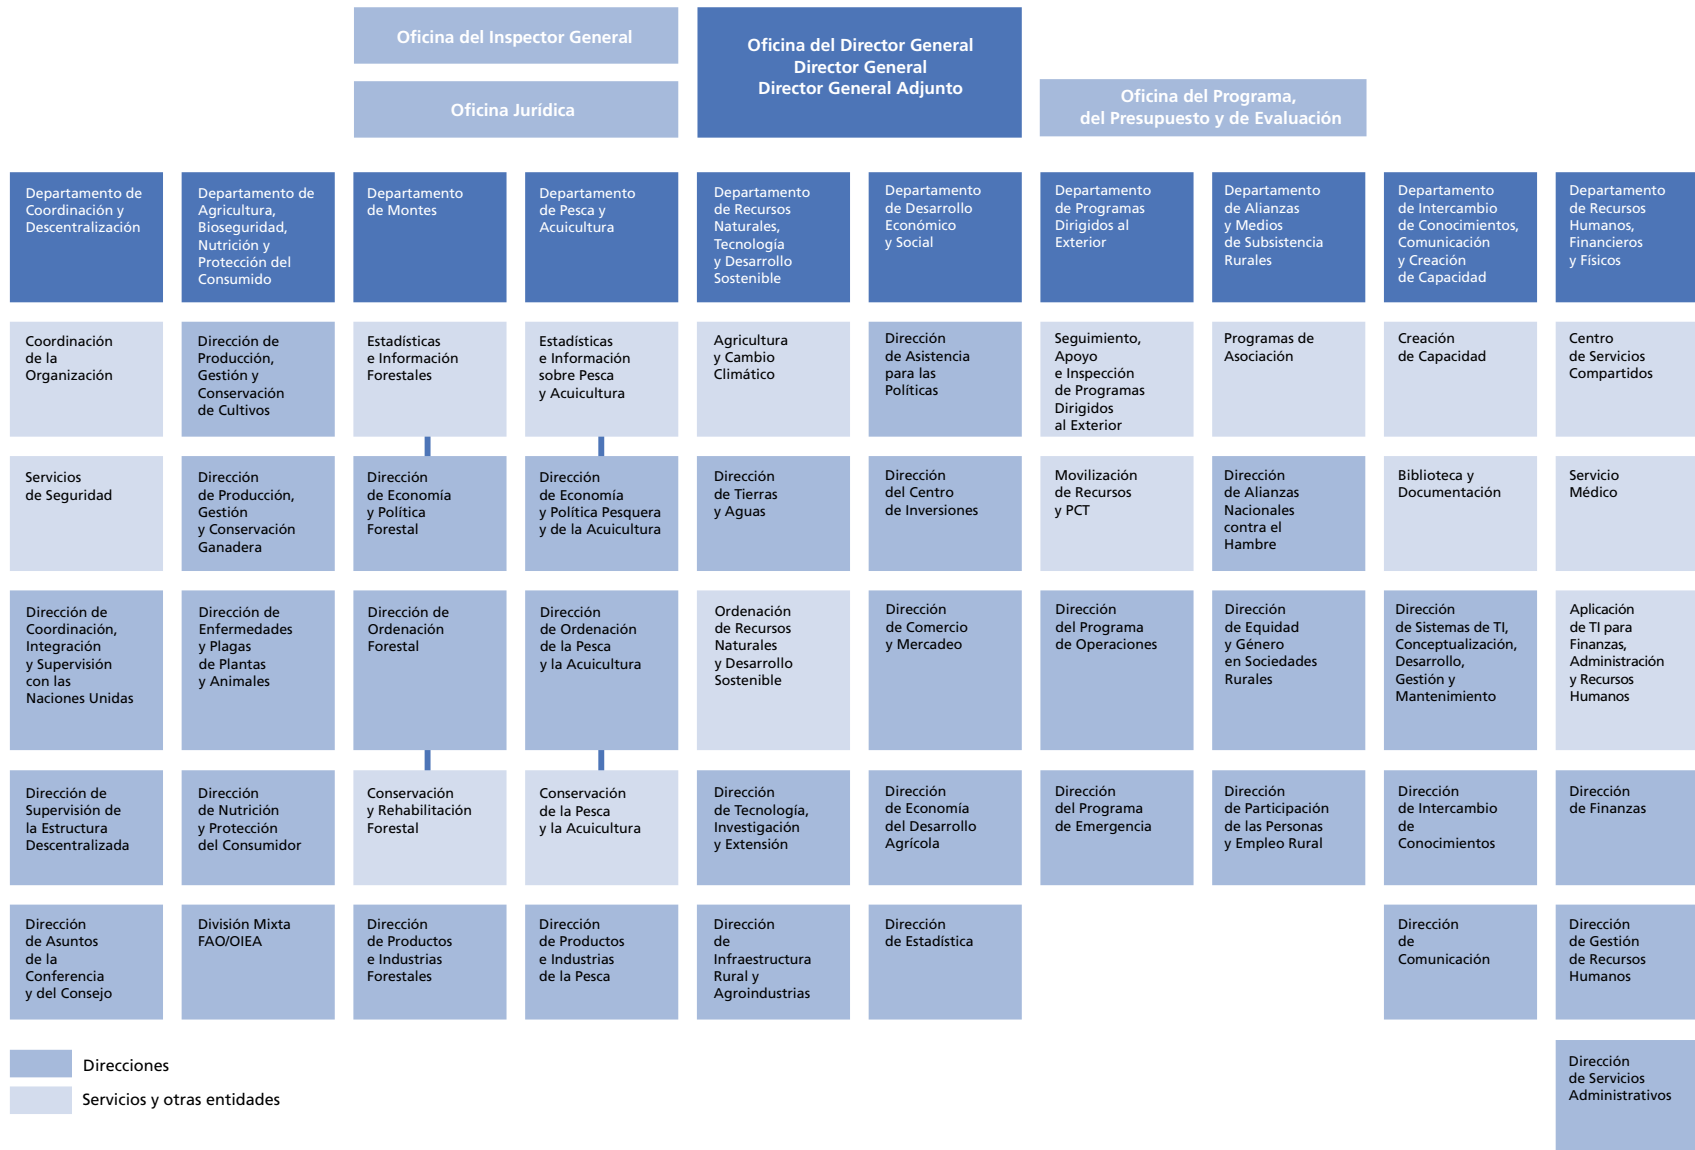 Oficina del Inspector General
Oficina Jurídica
Oficina del Director General
Director General
Director General Adjunto
Oficina del Programa,
del Presupuesto y de Evaluación
Departamento de
Coordinación y
Descentralización
Departamento de
Agricultura,
Bioseguridad,
Nutrición y
Protección del
Consumido
Departamento
de Montes
Departamento
de Pesca y
Acuicultura
Departamento
de Recursos
Naturales,
Tecnología
y Desarrollo
Sostenible
Departamento
de Desarrollo
Económico
y Social
Departamento
de Programas
Dirigidos al
Exterior
Departamento
de Alianzas
y Medios
de Subsistencia
Rurales
Departamento
de Intercambio
de Conocimientos,
Comunicación
y Creación
de Capacidad
Departamento
de Recursos
Humanos,
Financieros
y Físicos
Coordinación
de la
Organización
Dirección de
Producción,
Gestión y
Conservación
de Cultivos
Estadísticas
e Información
Forestales
Estadísticas
e Información
sobre Pesca
y Acuicultura
Agricultura
y Cambio
Climático
Dirección
de Asistencia
para las
Políticas
Seguimiento,
Apoyo
e Inspección
de Programas
Dirigidos
al Exterior
Programas de
Asociación
Creación
de Capacidad
Centro
de Servicios
Compartidos
Servicios
de Seguridad
Dirección
de Producción,
Gestión
y Conservación
Ganadera
Dirección
de Economía
y Política
Forestal
Dirección
de Economía
y Política Pesquera
y de la Acuicultura
Dirección
de Tierras
y Aguas
Dirección
del Centro
de Inversiones
Movilización
de Recursos
y PCT
Dirección
de Alianzas
Nacionales
contra el
Hambre
Biblioteca y
Documentación
Servicio
Médico
Dirección de
Coordinación,
Integración
y Supervisión
con las
Naciones Unidas
Dirección de
Enfermedades
y Plagas
de Plantas
y Animales
Dirección de
Ordenación
Forestal
Dirección
de Ordenación
de la Pesca
y la Acuicultura
Ordenación
de Recursos
Naturales
y Desarrollo
Sostenible
Dirección
de Comercio
y Mercadeo
Dirección
del Programa
de Operaciones
Dirección
de Equidad
y Género
en Sociedades
Rurales
Dirección
de Sistemas de TI,
Conceptualización,
Desarrollo,
Gestión y
Mantenimiento
Aplicación
de TI para
Finanzas,
Administración
y Recursos
Humanos
Dirección de
Supervisión de
la Estructura
Descentralizada
Dirección
de Nutrición
y Protección
del Consumidor
Conservación
y Rehabilitación
Forestal
Conservación
de la Pesca
y la Acuicultura
Dirección
de Tecnología,
Investigación
y Extensión
Dirección
de Economía
del Desarrollo
Agrícola
Dirección
del Programa
de Emergencia
Dirección
de Participación
de las Personas
y Empleo Rural
Dirección
de Intercambio
de
Conocimientos
Dirección
de Finanzas
Dirección
de Asuntos
de la
Conferencia
y del Consejo
División Mixta
FAO/OIEA
Dirección
de Productos
e Industrias
Forestales
Dirección
de Productos
e Industrias
de la Pesca
Dirección
de
Infraestructura
Rural y
Agroindustrias
Dirección
de Estadística
Dirección
de
Comunicación
Dirección
de Gestión
de Recursos
Humanos
Dirección
de Servicios
Administrativos
Direcciones
Servicios y otras entidades